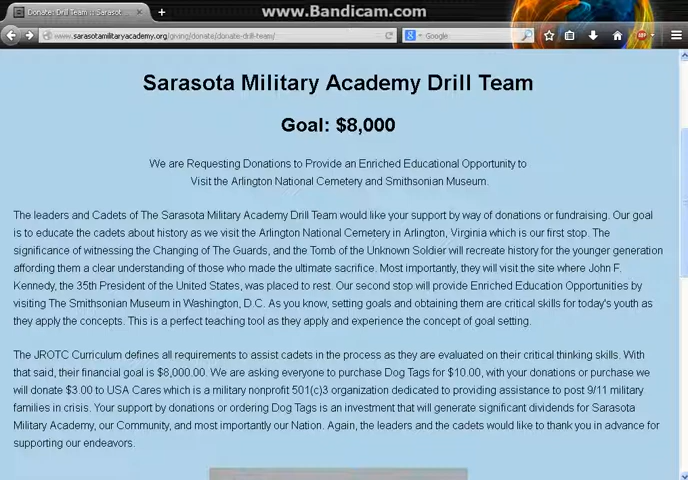 www.Bandicam.com
Donate: Drill Team :: Sarasot...
www.sarasotamilitaryacademy.org/giving/donate/donate-drill-team/
Google
Sarasota Military Academy Drill Team
Goal: $8,000
We are Requesting Donations to Provide an Enriched Educational Opportunity to
Visit the Arlington National Cemetery and Smithsonian Museum.
The leaders and Cadets of The Sarasota Military Academy Drill Team would like your support by way of donations or fundraising. Our goal
is to educate the cadets about history as we visit the Arlington National Cemetery in Arlington, Virginia which is our first stop. The
significance of witnessing the Changing of The Guards, and the Tomb of the Unknown Soldier will recreate history for the younger generation
affording them a clear understanding of those who made the ultimate sacrifice. Most importantly, they will visit the site where John F.
Kennedy, the 35th President of the United States, was placed to rest. Our second stop will provide Enriched Education Opportunities by
visiting The Smithsonian Museum in Washington, D.C. As you know, setting goals and obtaining them are critical skills for today's youth as
they apply the concepts. This is a perfect teaching tool as they apply and experience the concept of goal setting.
The JROTC Curriculum defines all requirements to assist cadets in the process as they are evaluated on their critical thinking skills. With
that said, their financial goal is $8,000.00. We are asking everyone to purchase Dog Tags for $10.00, with your donations or purchase we
will donate $3.00 to USA Cares which is a military nonprofit 501(c)3 organization dedicated to providing assistance to post 9/11 military
families in crisis. Your support by donations or ordering Dog Tags is an investment that will generate significant dividends for Sarasota
Military Academy, our Community, and most importantly our Nation. Again, the leaders and the cadets would like to thank you in advance for
supporting our endeavors.